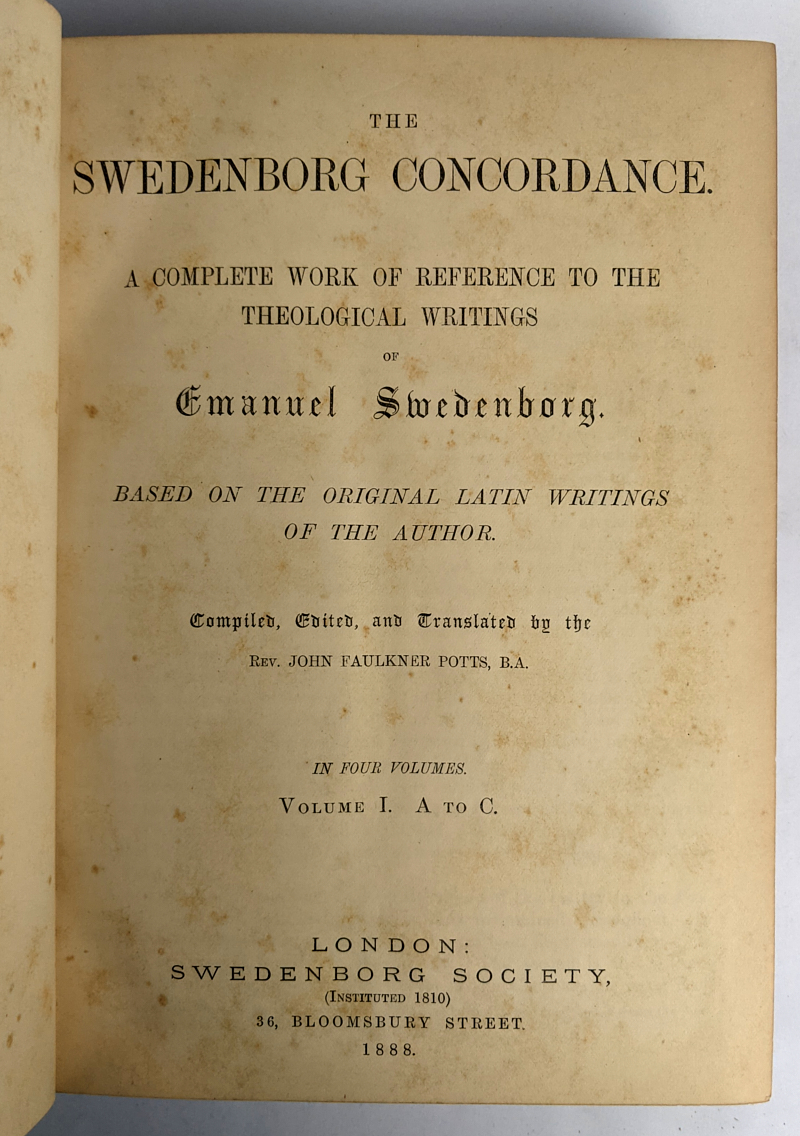 THE
SWEDENBORG CONCORDANCE.
A COMPLETE WORK OF REFERENCE TO THE
THEOLOGICAL WRITINGS
OF
Emanuel Swedenborg.
BASED ON THE ORIGINAL LATIN WRITINGS
OF THE AUTHOR.
Compiled, Edited, and Translated by the
REV. JOHN FAULKNER POTTS, B.A.
IN FOUR VOLUMES.
VOLUME I. A TO C.
LONDON:
SWEDENBORG SOCIETY,
(INSTITUTED 1810)
36, BLOOMSBURY STREET.
1888.